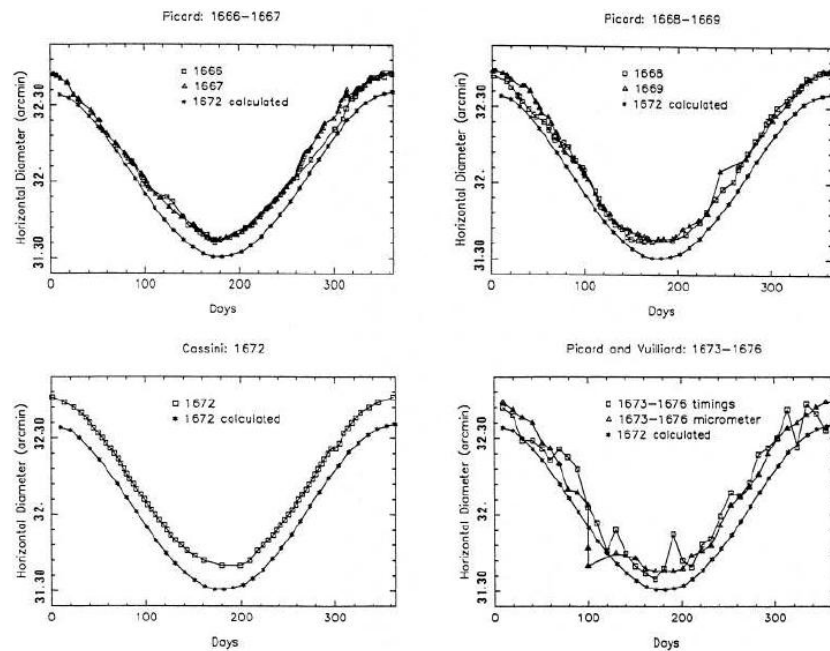 Picard: 1666-1667
Horizontal Diameter (arcmin)
32.30
32.
31.30
□ 1666
▵ 1667
* 1672 calculated
0 100 200 300
Days
Picard: 1668-1669
Horizontal Diameter (arcmin)
32.30
32.
31.30
□ 1668
▵ 1669
* 1672 calculated
0 100 200 300
Days
Cassini: 1672
Horizontal Diameter (arcmin)
32.30
32.
31.30
□ 1672
* 1672 calculated
0 100 200 300
Days
Picard and Vuilliard: 1673-1676
Horizontal Diameter (arcmin)
32.30
32.
31.30
□ 1673-1676 timings
▵ 1673-1676 micrometer
* 1672 calculated
0 100 200 300
Days